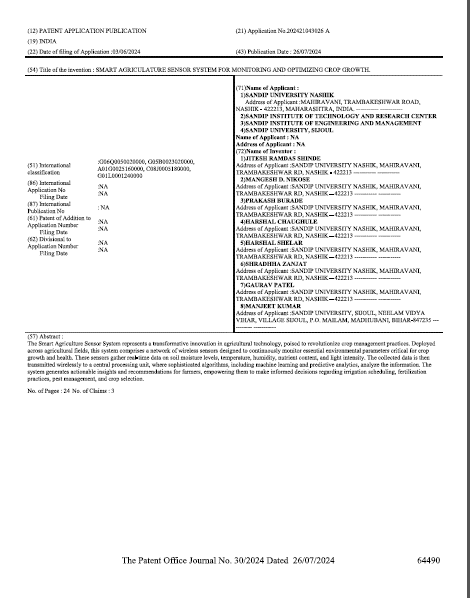 (12) PATENT APPLICATION PUBLICATION
(21) Application No.202421043026 A
(19) INDIA
(22) Date of filing of Application :03/06/2024
(43) Publication Date : 26/07/2024
(54) Title of the invention : SMART AGRICULATURE SENSOR SYSTEM FOR MONITORING AND OPTIMIZING CROP GROWTH.
(51) International classification
:G06Q0050020000, G05B0023020000,
A01G0025160000, C08J0005180000,
G01L0001240000
(86) International
Application No
:NA
Filing Date
:NA
(87) International
Publication No
: NA
(61) Patent of Addition to
Application Number
:NA
Filing Date
:NA
(62) Divisional to
Application Number
:NA
Filing Date
:NA
(71)Name of Applicant :
1)SANDIP UNIVERSITY NASHIK
Address of Applicant :MAHIRAVANI, TRAMBAKESHWAR ROAD,
NASHIK - 422213, MAHARASHTRA, INDIA. ----------- -----------
2)SANDIP INSTITUTE OF TECHNOLOGY AND RESEARCH CENTER
3)SANDIP INSTITUTE OF ENGINEERING AND MANAGEMENT
4)SANDIP UNIVERSITY, SIJOUL
Name of Applicant : NA
Address of Applicant : NA
(72)Name of Inventor :
1)JITESH RAMDAS SHINDE
Address of Applicant :SANDIP UNIVERSITY NASHIK, MAHIRAVANI,
TRAMBAKESHWAR RD, NASHIK - 422213 ----------- -----------
2)MANGESH D. NIKOSE
Address of Applicant :SANDIP UNIVERSITY NASHIK, MAHIRAVANI,
TRAMBAKESHWAR RD, NASHIK—422213 ----------- -----------
3)PRAKASH BURADE
Address of Applicant :SANDIP UNIVERSITY NASHIK, MAHIRAVANI,
TRAMBAKESHWAR RD, NASHIK—422213 ----------- -----------
4)HARSHAL CHAUGHULE
Address of Applicant :SANDIP UNIVERSITY NASHIK, MAHIRAVANI,
TRAMBAKESHWAR RD, NASHIK—422213 ----------- -----------
5)HARSHAL SHELAR
Address of Applicant :SANDIP UNIVERSITY NASHIK, MAHIRAVANI,
TRAMBAKESHWAR RD, NASHIK—422213 ----------- -----------
6)SHRADHHA ZANJAT
Address of Applicant :SANDIP UNIVERSITY NASHIK, MAHIRAVANI,
TRAMBAKESHWAR RD, NASHIK—422213 ----------- -----------
7)GAURAV PATEL
Address of Applicant :SANDIP UNIVERSITY NASHIK, MAHIRAVANI,
TRAMBAKESHWAR RD, NASHIK—422213 ----------- -----------
8)MANJEET KUMAR
Address of Applicant :SANDIP UNIVERSITY, SIJOUL, NEELAM VIDYA
VIHAR, VILLAGE SIJOUL, P.O. MAILAM, MADHUBANI, BIHAR-847235 ---
-------- -----------
(57) Abstract :
The Smart Agriculture Sensor System represents a transformative innovation in agricultural technology, poised to revolutionize crop management practices. Deployed
across agricultural fields, this system comprises a network of wireless sensors designed to continuously monitor essential environmental parameters critical for crop
growth and health. These sensors gather real-time data on soil moisture levels, temperature, humidity, nutrient content, and light intensity. The collected data is then
transmitted wirelessly to a central processing unit, where sophisticated algorithms, including machine learning and predictive analytics, analyze the information. The
system generates actionable insights and recommendations for farmers, empowering them to make informed decisions regarding irrigation scheduling, fertilization
practices, pest management, and crop selection.
No. of Pages : 24 No. of Claims : 3
The Patent Office Journal No. 30/2024 Dated 26/07/2024
64490